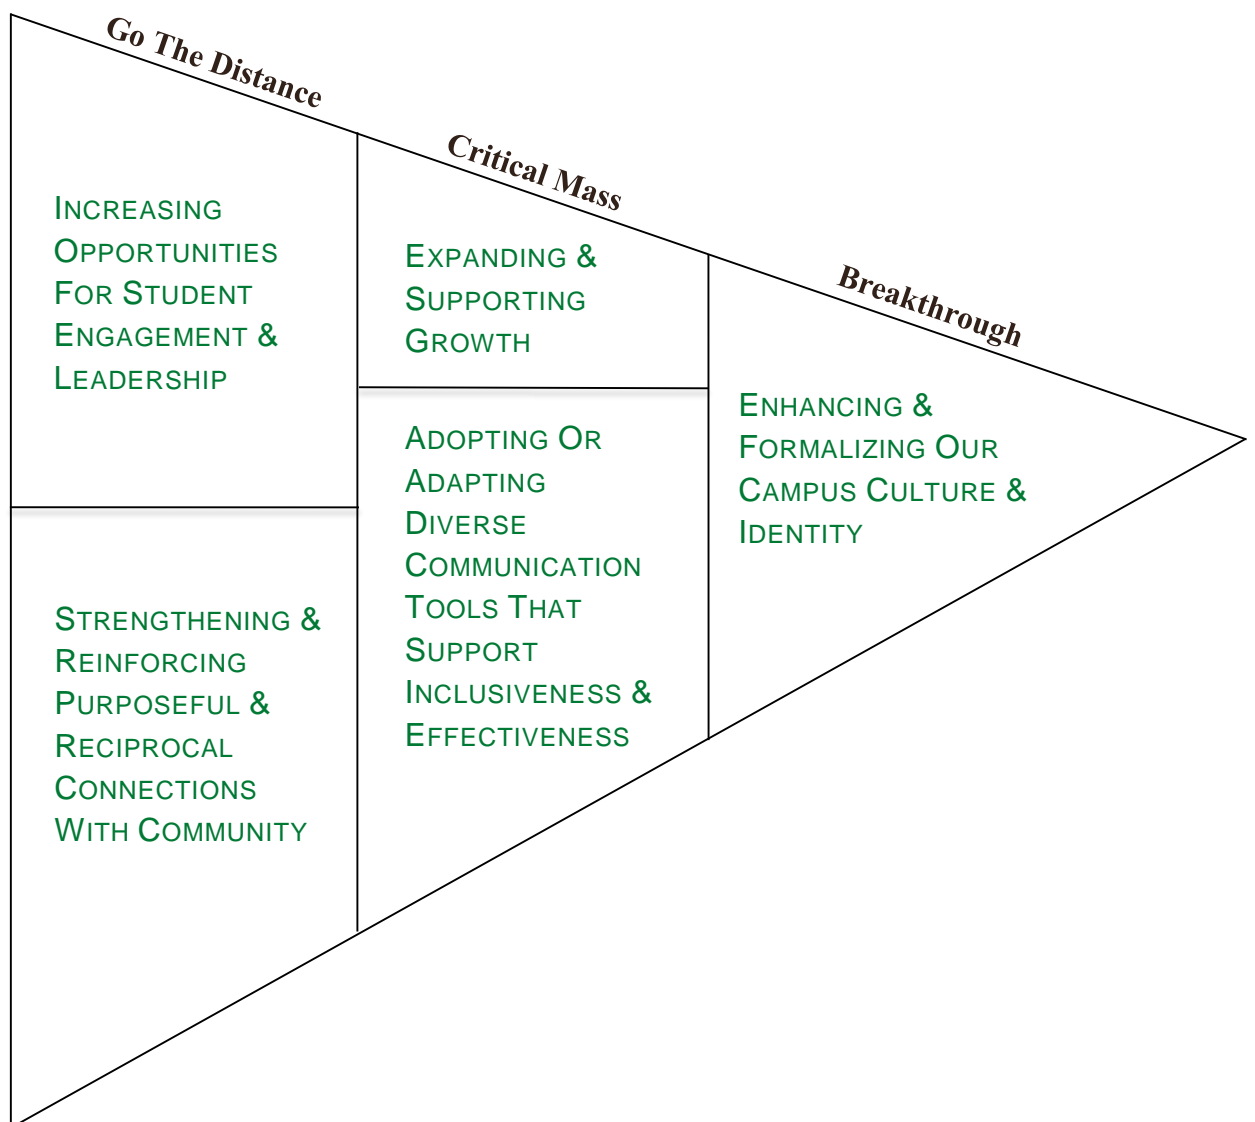 Go The Distance
INCREASING
OPPORTUNITIES
FOR STUDENT
ENGAGEMENT &
LEADERSHIP
STRENGTHENING &
REINFORCING
PURPOSEFUL &
RECIPROCAL
CONNECTIONS
WITH COMMUNITY
Critical Mass
EXPANDING &
SUPPORTING
GROWTH
ADOPTING OR
ADAPTING
DIVERSE
COMMUNICATION
TOOLS THAT
SUPPORT
INCLUSIVENESS &
EFFECTIVENESS
Breakthrough
ENHANCING &
FORMALIZING OUR
CAMPUS CULTURE &
IDENTITY